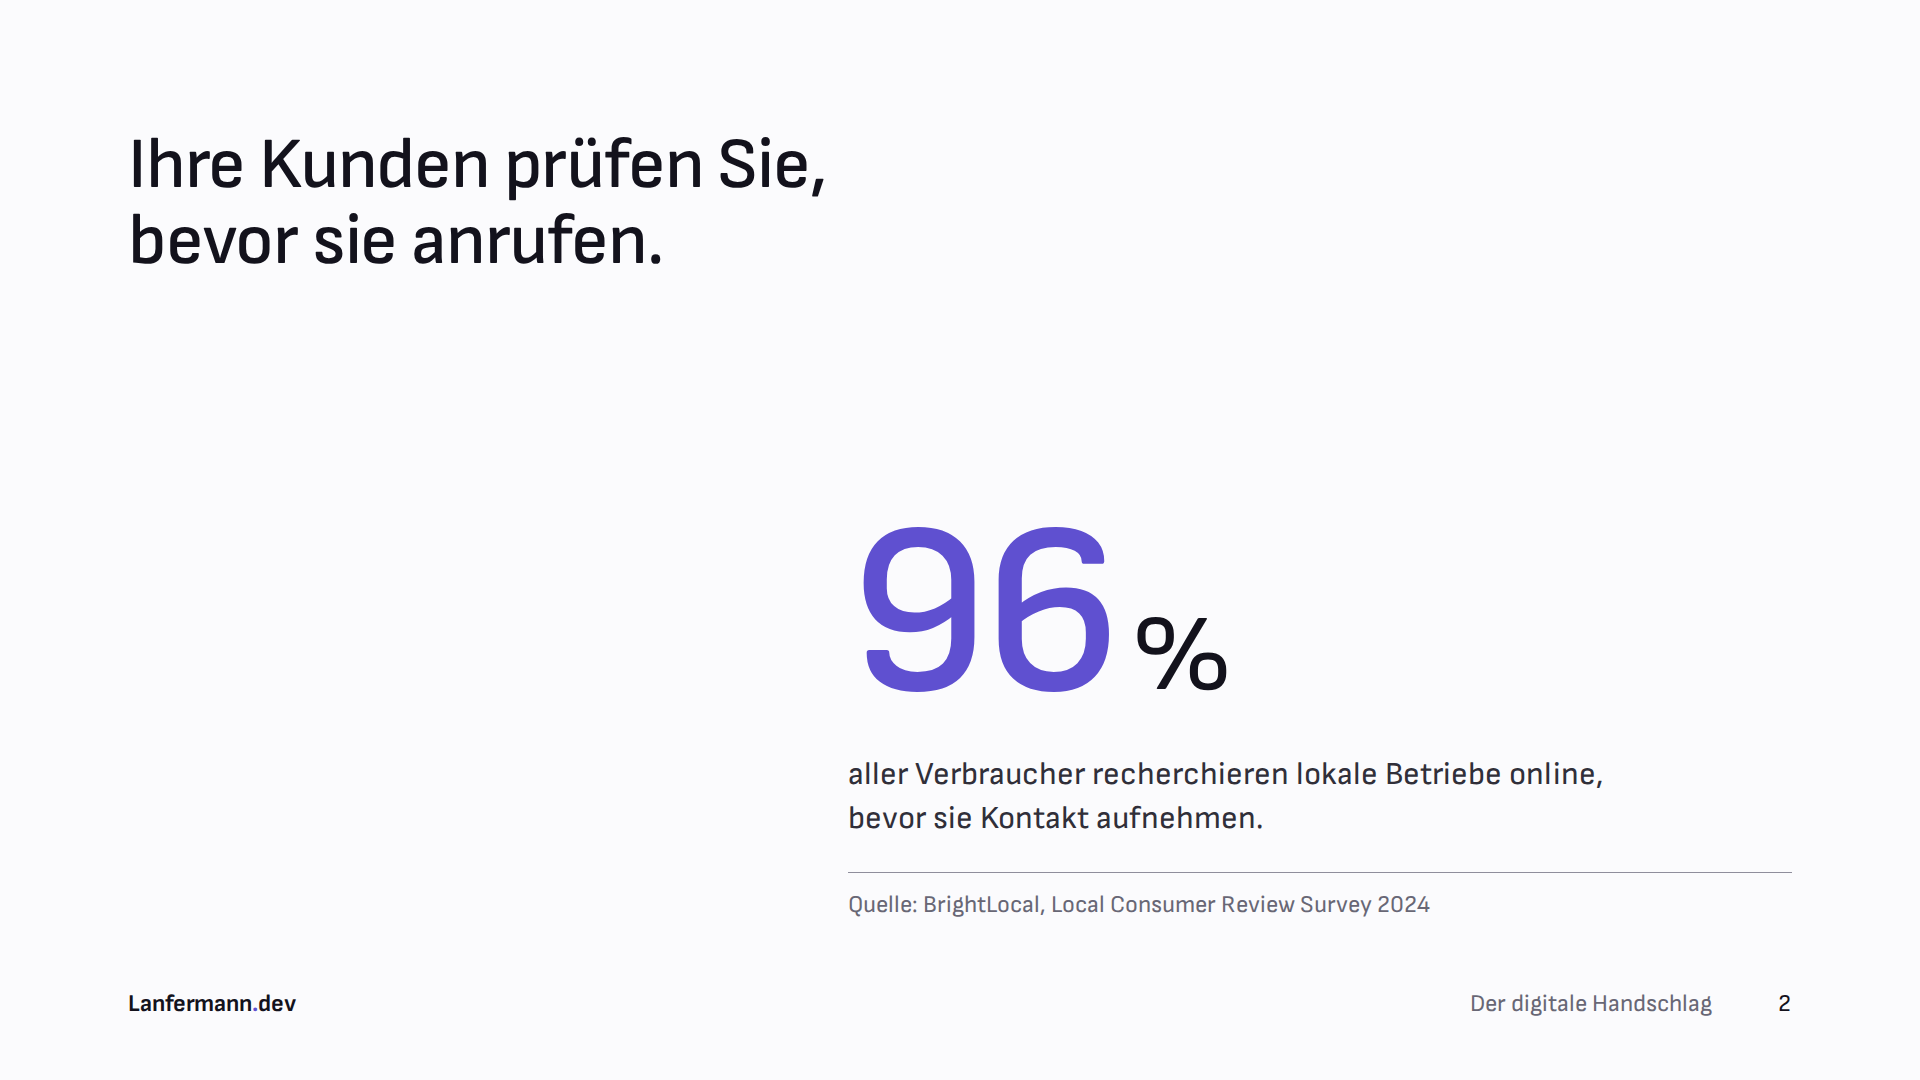 Ihre Kunden prüfen Sie,
bevor sie anrufen.
96 %
aller Verbraucher recherchieren lokale Betriebe online,
bevor sie Kontakt aufnehmen.
Quelle: BrightLocal, Local Consumer Review Survey 2024
Lanfermann.dev
Der digitale Handschlag 2